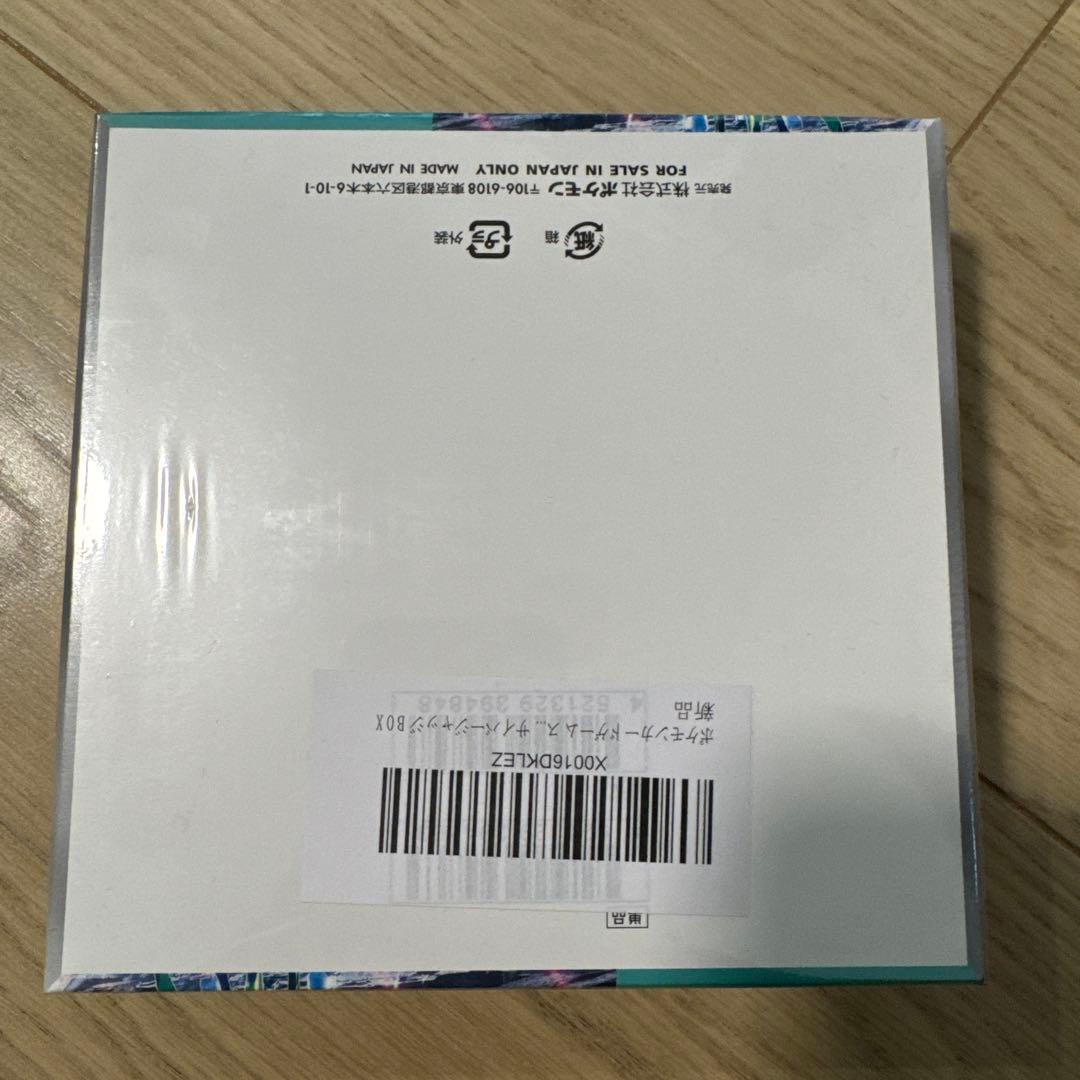 単品
X0016DKLEZ
ポケモンカードゲーム ス...サイバージャッジ BOX
新品
4 521329 394848
紙 箱 プラ 外装
発売元 株式会社 ポケモン 〒106-6108 東京都港区六本木6-10-1
FOR SALE IN JAPAN ONLY MADE IN JAPAN